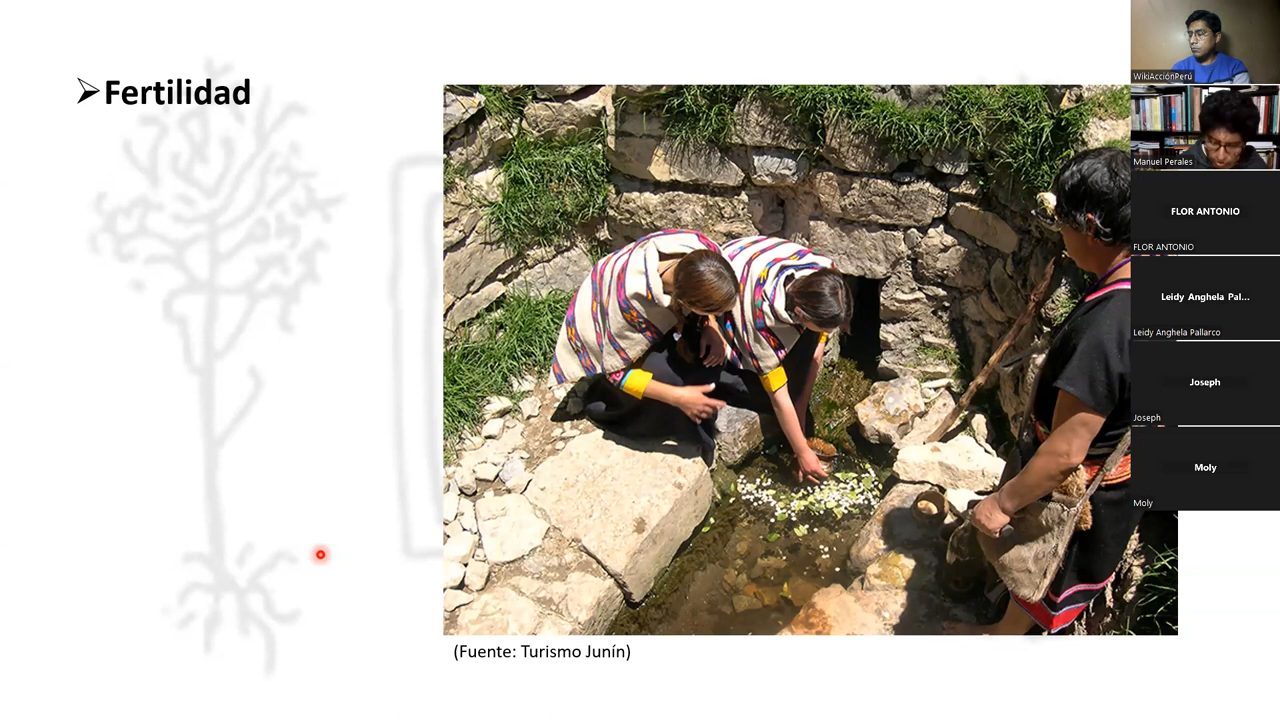 ➢Fertilidad
(Fuente: Turismo Junín)
WikiAcciónPerú
Manuel Perales
FLOR ANTONIO
FLOR ANTONIO
Leidy Anghela Pal...
Leidy Anghela Pallarco
Joseph
Joseph
Moly
Moly